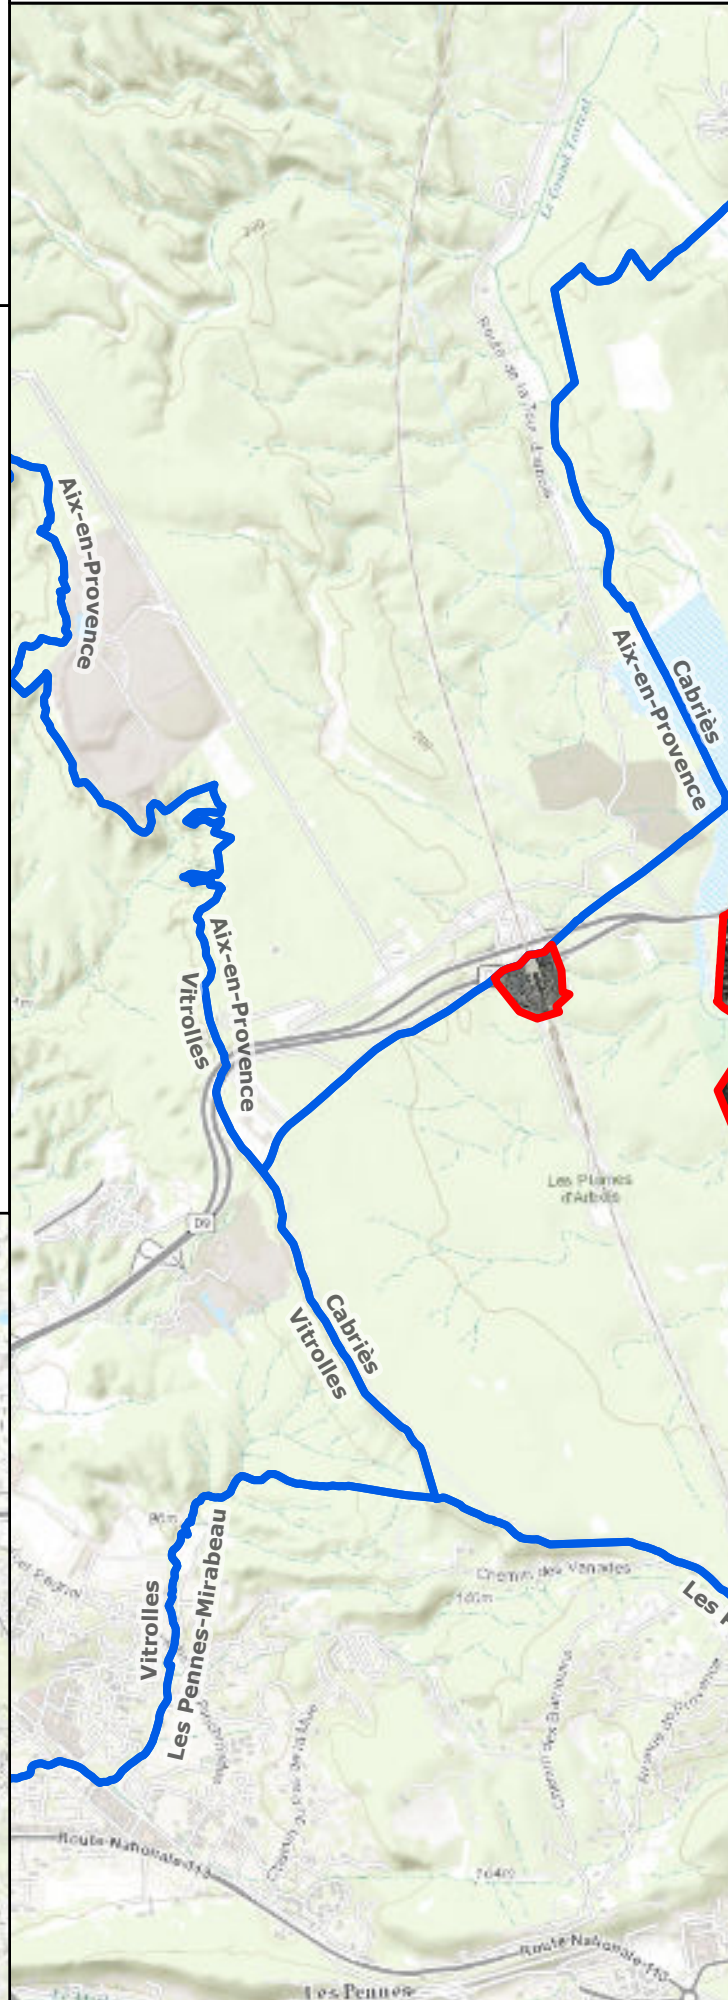 Le Grand Torrent
Route de la Tour d'arbois
Aix-en-Provence
Cabriès
Aix-en-Provence
Aix-en-Provence
Vitrolles
Les Plaines
d'Arbois
D9
Cabriès
Vitrolles
Chemin des Vanades
Les P
Vitrolles
Les Pennes-Mirabeau
Route Nationale 113
Route Nationale 113
Les Pennes